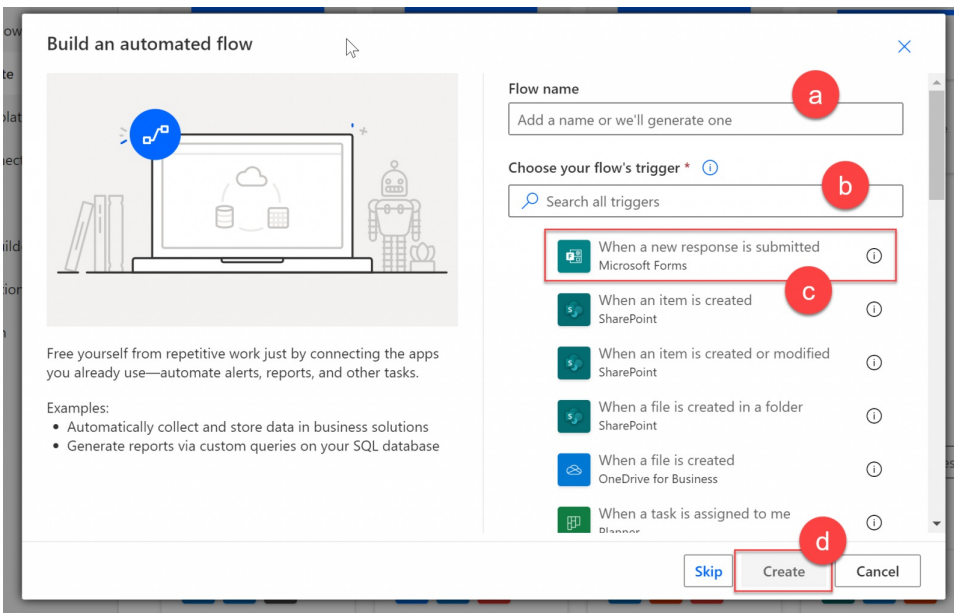 Build an automated flow
Flow name
a
Add a name or we'll generate one
Choose your flow's trigger *
b
Search all triggers
When a new response is submitted
Microsoft Forms
c
When an item is created
SharePoint
When an item is created or modified
SharePoint
When a file is created in a folder
SharePoint
When a file is created
OneDrive for Business
When a task is assigned to me
Planner
Free yourself from repetitive work just by connecting the apps
you already use—automate alerts, reports, and other tasks.
Examples:
• Automatically collect and store data in business solutions
• Generate reports via custom queries on your SQL database
d
Skip
Create
Cancel